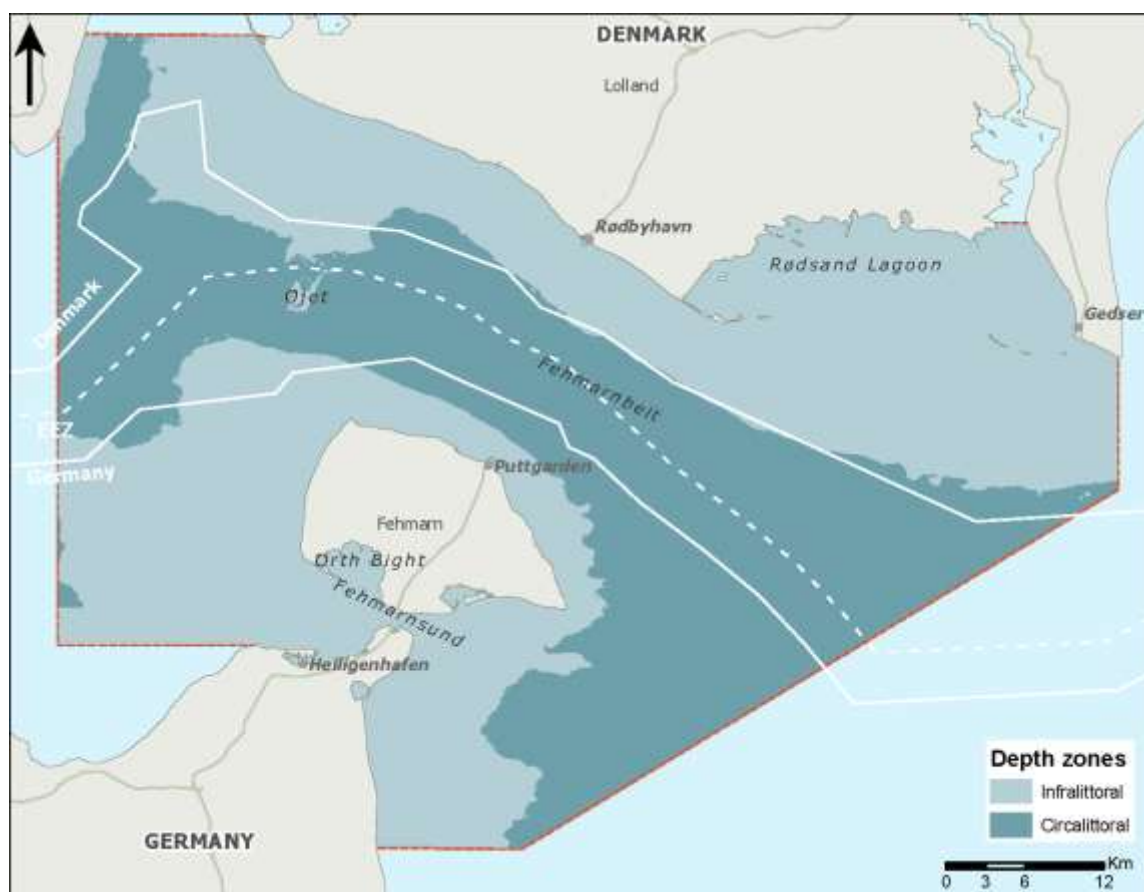 DENMARK
Lolland
Rødbyhavn
Rødsand Lagoon
Gedser
Øjet
Denmark
Fehmarnbelt
EEZ
Germany
Puttgarden
Fehmarn
Orth Bight
Fehmarnsund
Heiligenhafen
GERMANY
Depth zones
Infralittoral
Circalittoral
Km
0 3 6 12